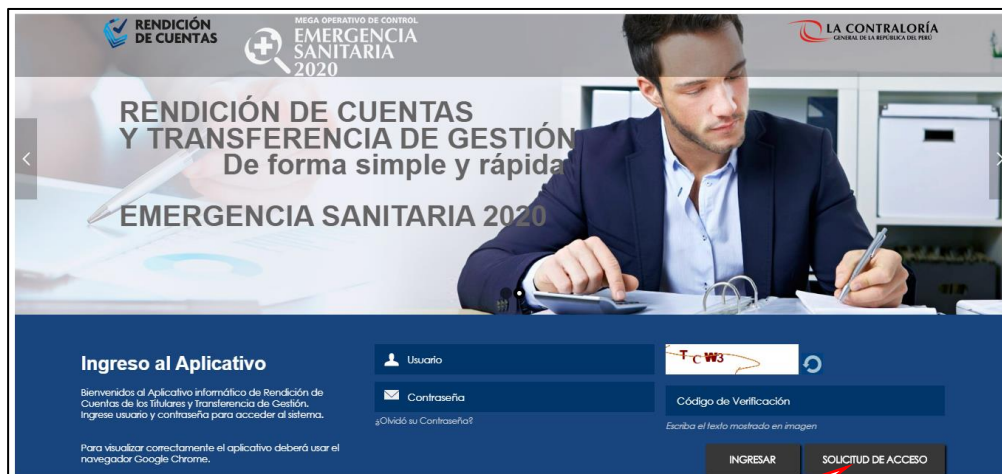 RENDICIÓN
DE CUENTAS
MEGA OPERATIVO DE CONTROL
EMERGENCIA
SANITARIA
2020
LA CONTRALORÍA
GENERAL DE LA REPÚBLICA DEL PERÚ
RENDICIÓN DE CUENTAS
Y TRANSFERENCIA DE GESTIÓN
De forma simple y rápida
EMERGENCIA SANITARIA 2020
Ingreso al Aplicativo
Bienvenidos al Aplicativo informático de Rendición de
Cuentas de los Titulares y Transferencia de Gestión.
Ingrese usuario y contraseña para acceder al sistema.
Para visualizar correctamente el aplicativo deberá usar el
navegador Google Chrome.
Usuario
Contraseña
¿Olvidó su Contraseña?
T C W3
Código de Verificación
Escriba el texto mostrado en imagen
INGRESAR
SOLICITUD DE ACCESO